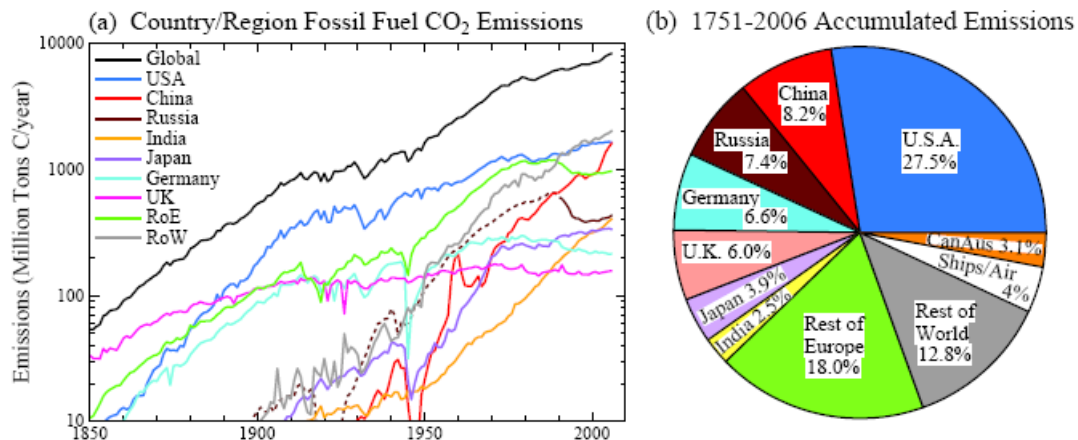 (a) Country/Region Fossil Fuel CO₂ Emissions
10000
1000
100
10
Emissions (Million Tons C/year)
Global
USA
China
Russia
India
Japan
Germany
UK
RoE
RoW
1850
1900
1950
2000
(b) 1751-2006 Accumulated Emissions
China
8.2%
U.S.A.
27.5%
Russia
7.4%
Germany
6.6%
U.K. 6.0%
Japan 3.9%
India 2.5%
Rest of
Europe
18.0%
Rest of
World
12.8%
Ships/Air
4%
CanAus 3.1%